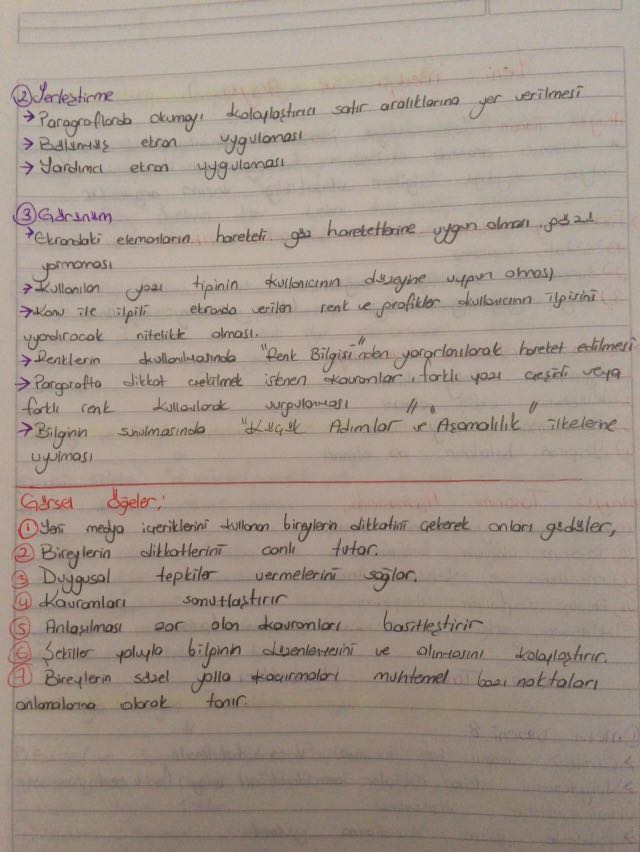 ② Yerleştirme
→ Paragraflarda okumayı kolaylaştırıcı satır aralıklarına yer verilmesi
→ Bölünmüş ekran uygulaması
→ Yardımcı ekran uygulaması
③ Görünüm
→ Ekrandaki elemanların hareketi göz hareketlerine uygun olması, gözü
yormaması
→ Kullanılan yazı tipinin kullanıcının düzeyine uygun olması
→ Konu ile ilgili ekranda verilen renk ve grafikler kullanıcının ilgisini
uyandıracak nitelikte olması.
→ Renklerin kullanılmasında "Renk Bilgisi"nden yararlanılarak hareket edilmesi
→ Paragrafta dikkat çekilmek istenen kavramlar, farklı yazı çeşidi veya
farklı renk kullanılarak vurgulanması
→ Bilginin sunulmasında "Küçük Adımlar" ve "Aşamalılık" ilkelerine
uyulması
Görsel Öğeler;
① Yeni medya içeriklerini kullanan bireylerin dikkatini çekerek onları güdüler,
② Bireylerin dikkatlerini canlı tutar.
③ Duygusal tepkiler vermelerini sağlar.
④ Kavramları somutlaştırır
⑤ Anlaşılması zor olan kavramları basitleştirir
⑥ Şekiller yoluyla bilginin düzenlenmesini ve alınmasını kolaylaştırır.
⑦ Bireylerin sözel yolla kaçırmaları muhtemel bazı noktaları
anlamalarına olarak tanır.